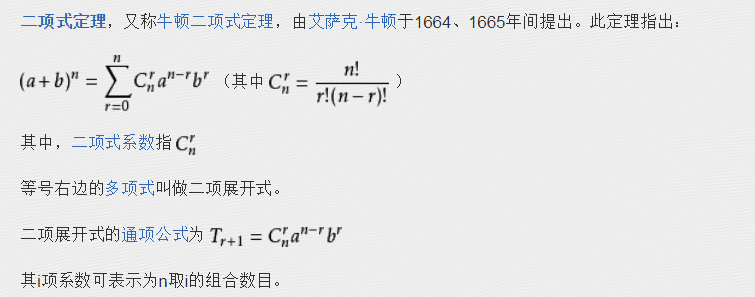 二项式定理，又称牛顿二项式定理，由艾萨克·牛顿于1664、1665年间提出。此定理指出：
(a+b)^n = \sum_{r=0}^{n} C_n^r a^{n-r} b^r （其中 C_n^r = \frac{n!}{r!(n-r)!} ）
其中，二项式系数指 C_n^r
等号右边的多项式叫做二项展开式。
二项展开式的通项公式为 T_{r+1} = C_n^r a^{n-r} b^r
其i项系数可表示为n取i的组合数目。